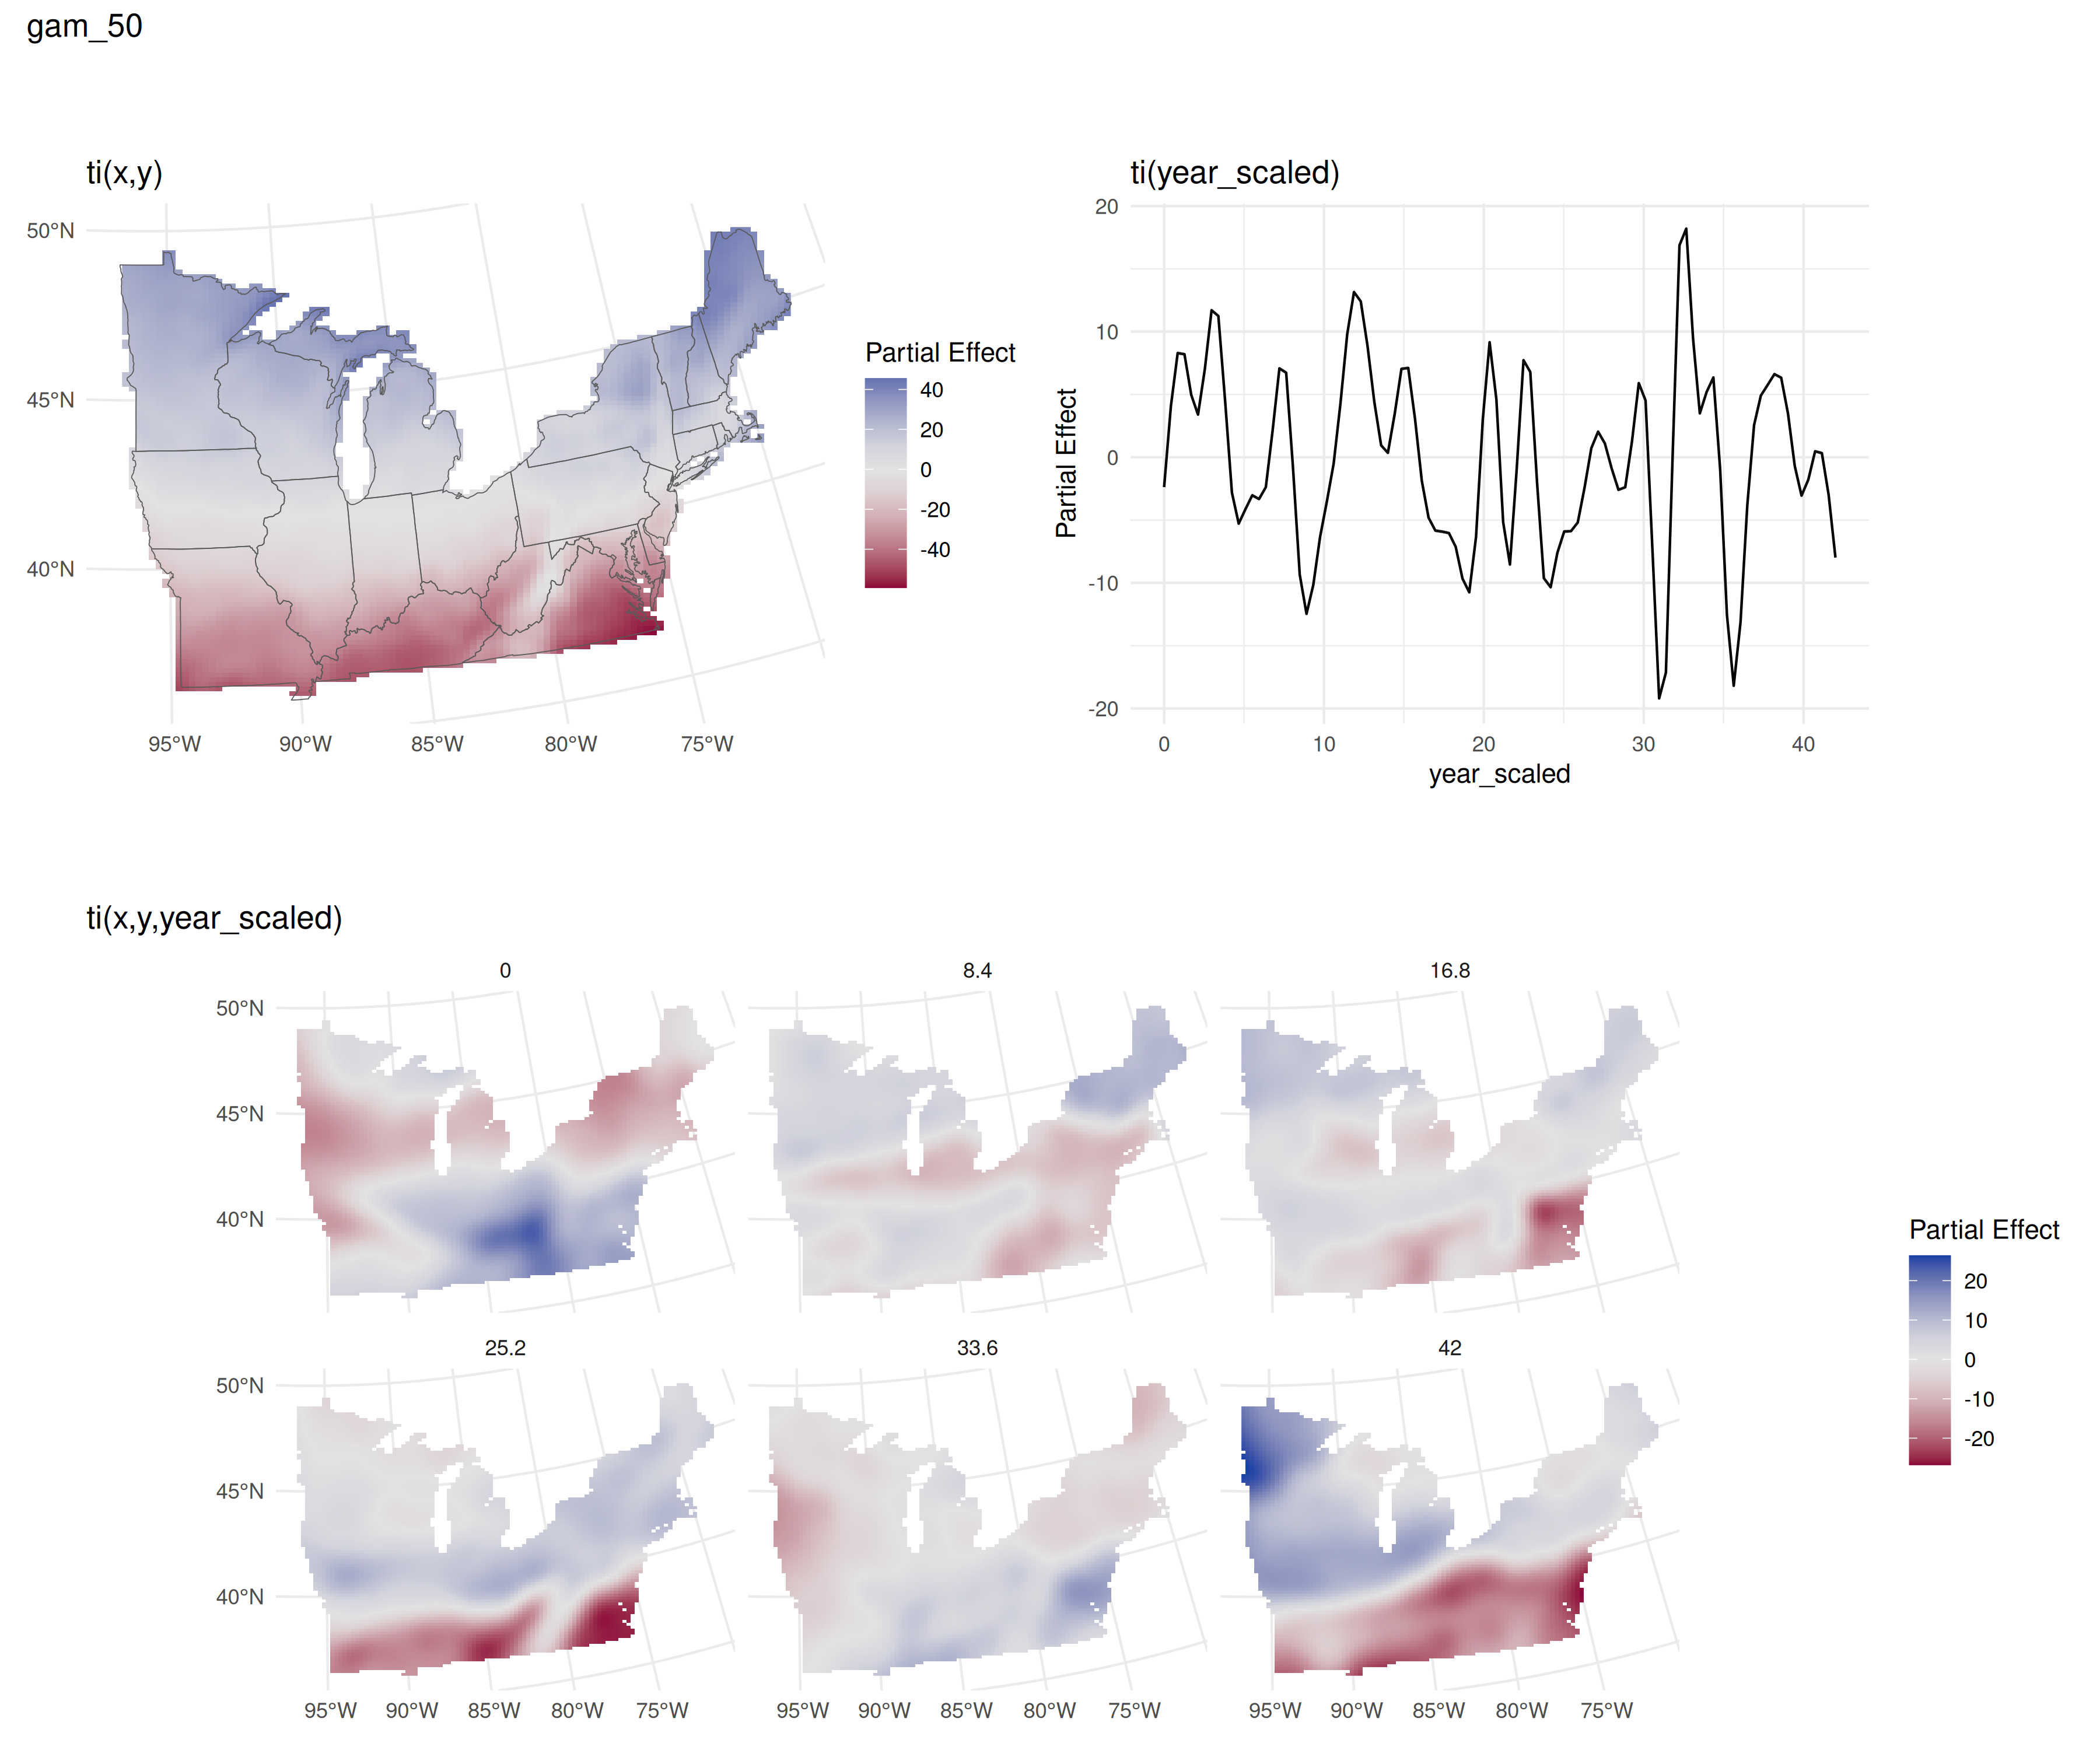 gam_50
ti(x,y)
50°N
45°N
40°N
95°W 90°W 85°W 80°W 75°W
Partial Effect
40
20
0
-20
-40
ti(year_scaled)
Partial Effect
20
10
0
-10
-20
0 10 20 30 40
year_scaled
ti(x,y,year_scaled)
0 8.4 16.8
50°N
45°N
40°N
25.2 33.6 42
50°N
45°N
40°N
95°W 90°W 85°W 80°W 75°W 95°W 90°W 85°W 80°W 75°W 95°W 90°W 85°W 80°W 75°W
Partial Effect
20
10
0
-10
-20